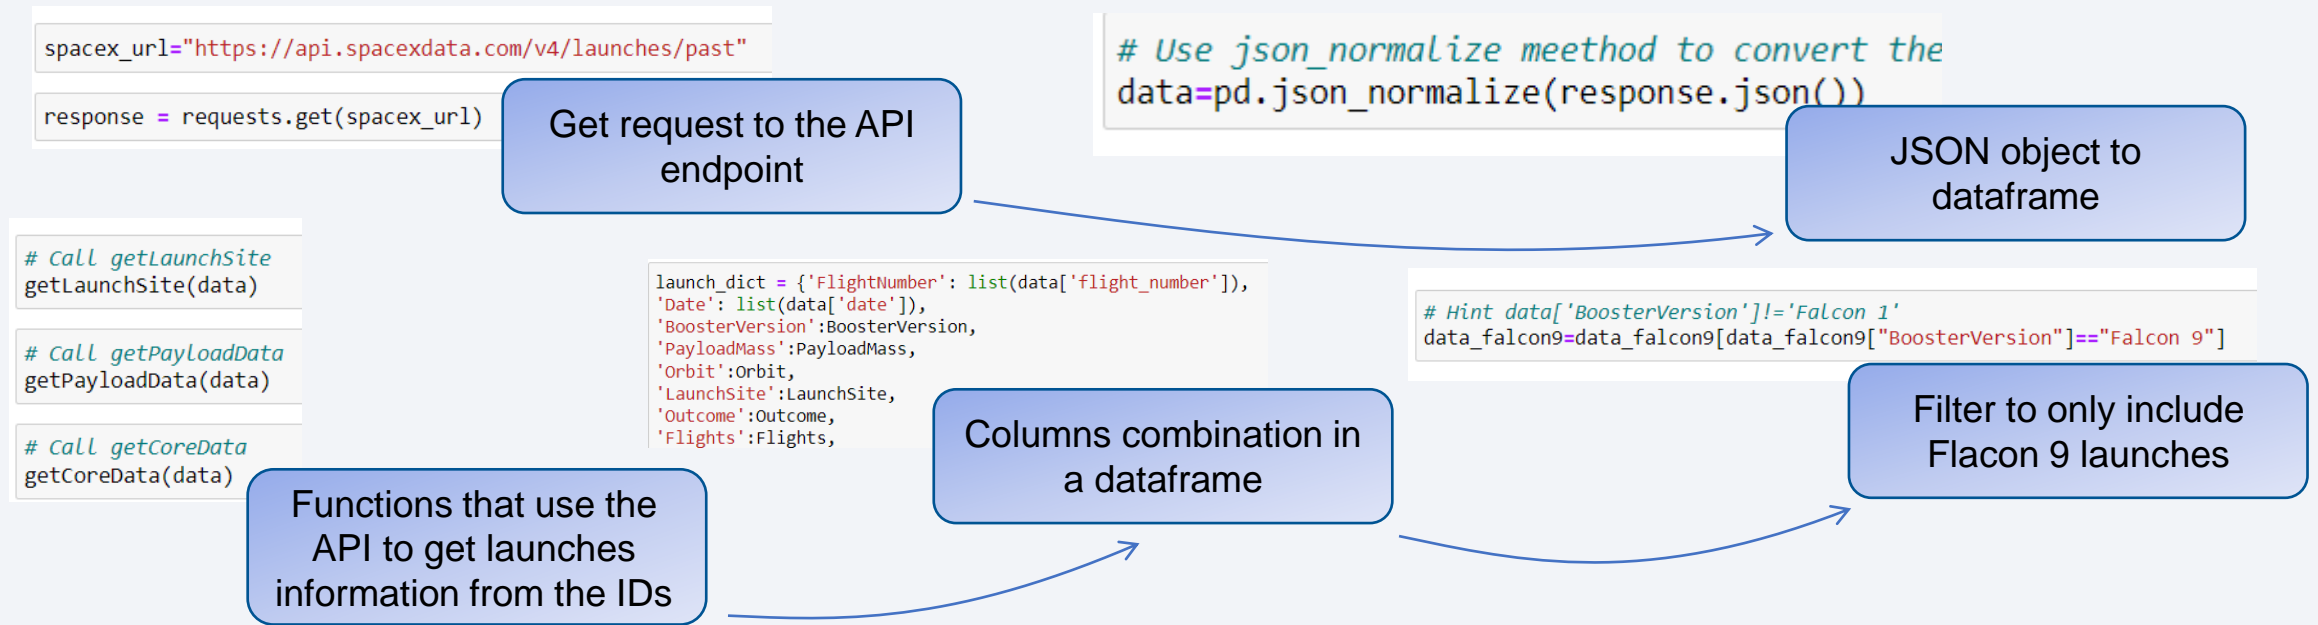 spacex_url="https://api.spacexdata.com/v4/launches/past"
response = requests.get(spacex_url)
Get request to the API
endpoint
# Use json_normalize meethod to convert the
data=pd.json_normalize(response.json())
JSON object to
dataframe
# Call getLaunchSite
getLaunchSite(data)
# Call getPayloadData
getPayloadData(data)
# Call getCoreData
getCoreData(data)
Functions that use the
API to get launches
information from the IDs
launch_dict = {'FlightNumber': list(data['flight_number']),
'Date': list(data['date']),
'BoosterVersion':BoosterVersion,
'PayloadMass':PayloadMass,
'Orbit':Orbit,
'LaunchSite':LaunchSite,
'Outcome':Outcome,
'Flights':Flights,
Columns combination in
a dataframe
# Hint data['BoosterVersion']!='Falcon 1'
data_falcon9=data_falcon9[data_falcon9["BoosterVersion"]=="Falcon 9"]
Filter to only include
Flacon 9 launches